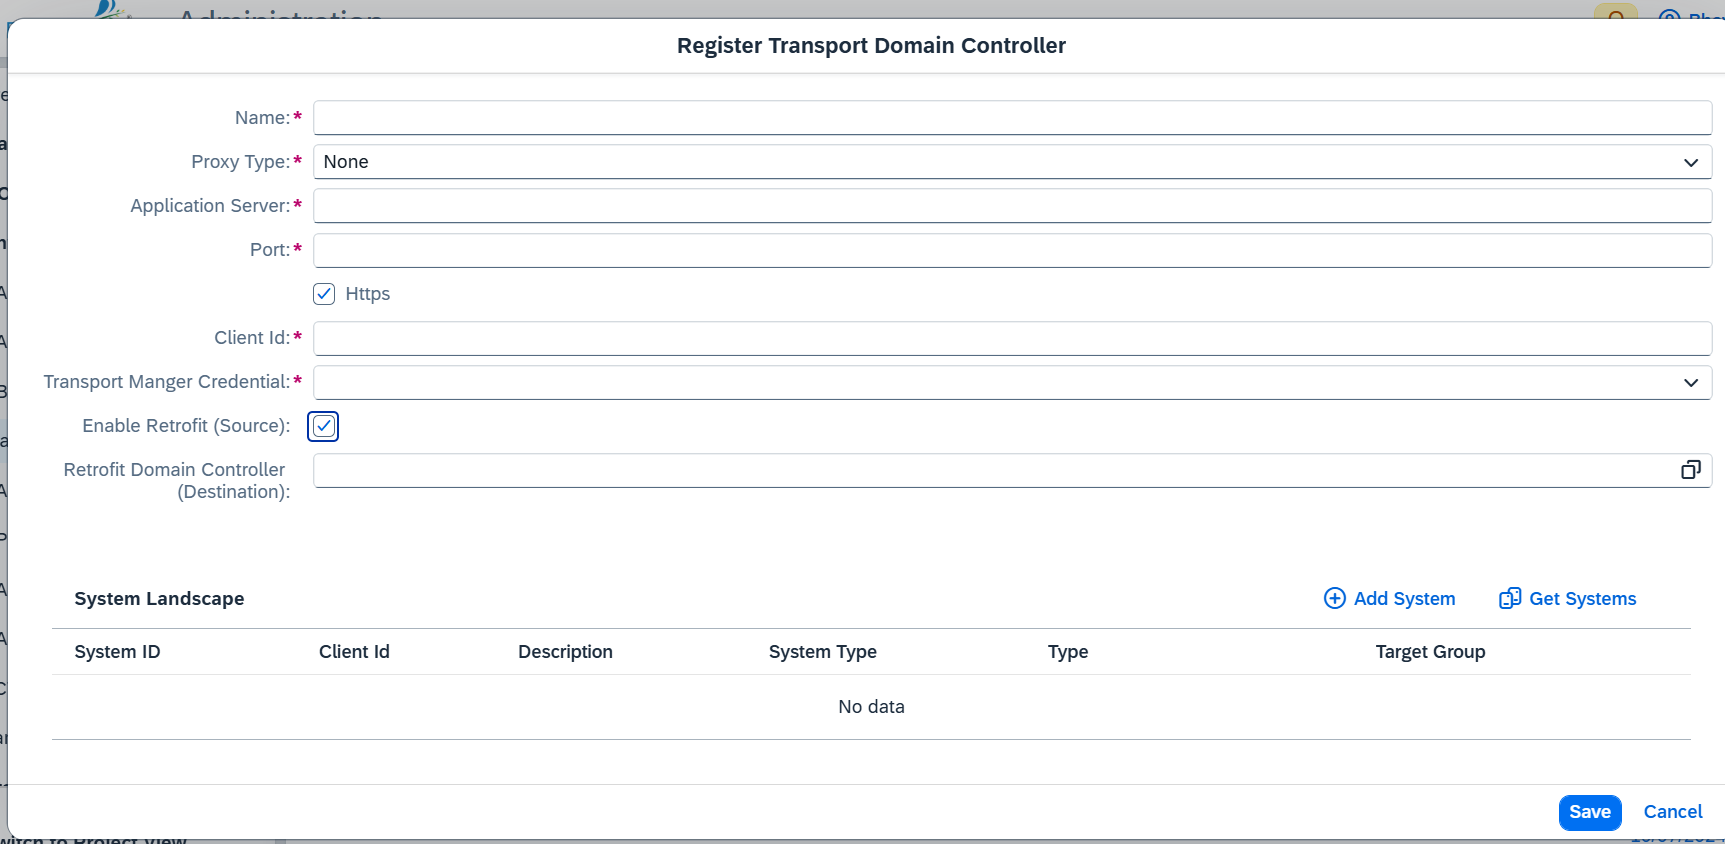 Administration
Register Transport Domain Controller
Name:*
Proxy Type:* None
Application Server:*
Port:*
Https
Client Id:*
Transport Manger Credential:*
Enable Retrofit (Source):
Retrofit Domain Controller
(Destination):
System Landscape Add System Get Systems
System ID Client Id Description System Type Type Target Group
No data
Save Cancel